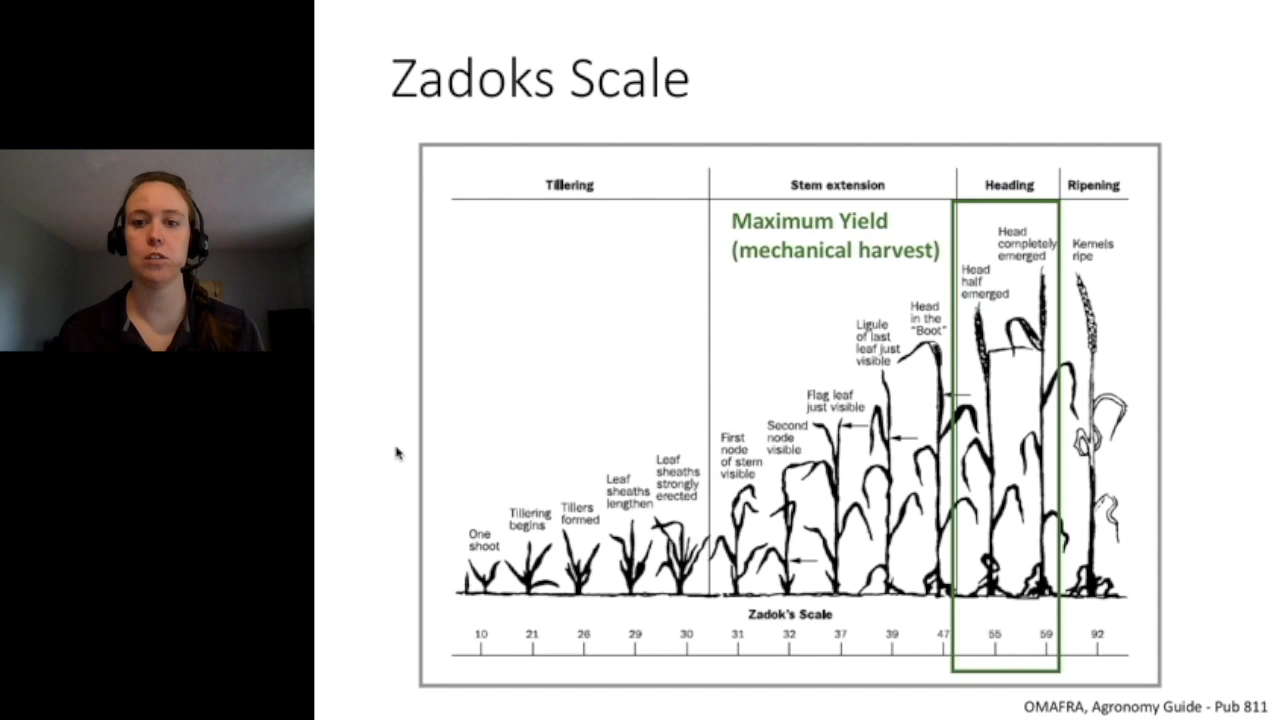 Zadoks Scale
Tillering
Stem extension
Heading
Ripening
Maximum Yield
(mechanical harvest)
One
shoot
Tillering
begins
Tillers
formed
Leaf
sheaths
lengthen
Leaf
sheaths
strongly
erected
First
node
of stem
visible
Second
node
visible
Flag leaf
just visible
Ligule
of last
leaf just
visible
Head
in the
"Boot"
Head
half
emerged
Head
completely
emerged
Kernels
ripe
Zadok's Scale
10 21 26 29 30 31 32 37 39 47 55 59 92
OMAFRA, Agronomy Guide - Pub 811